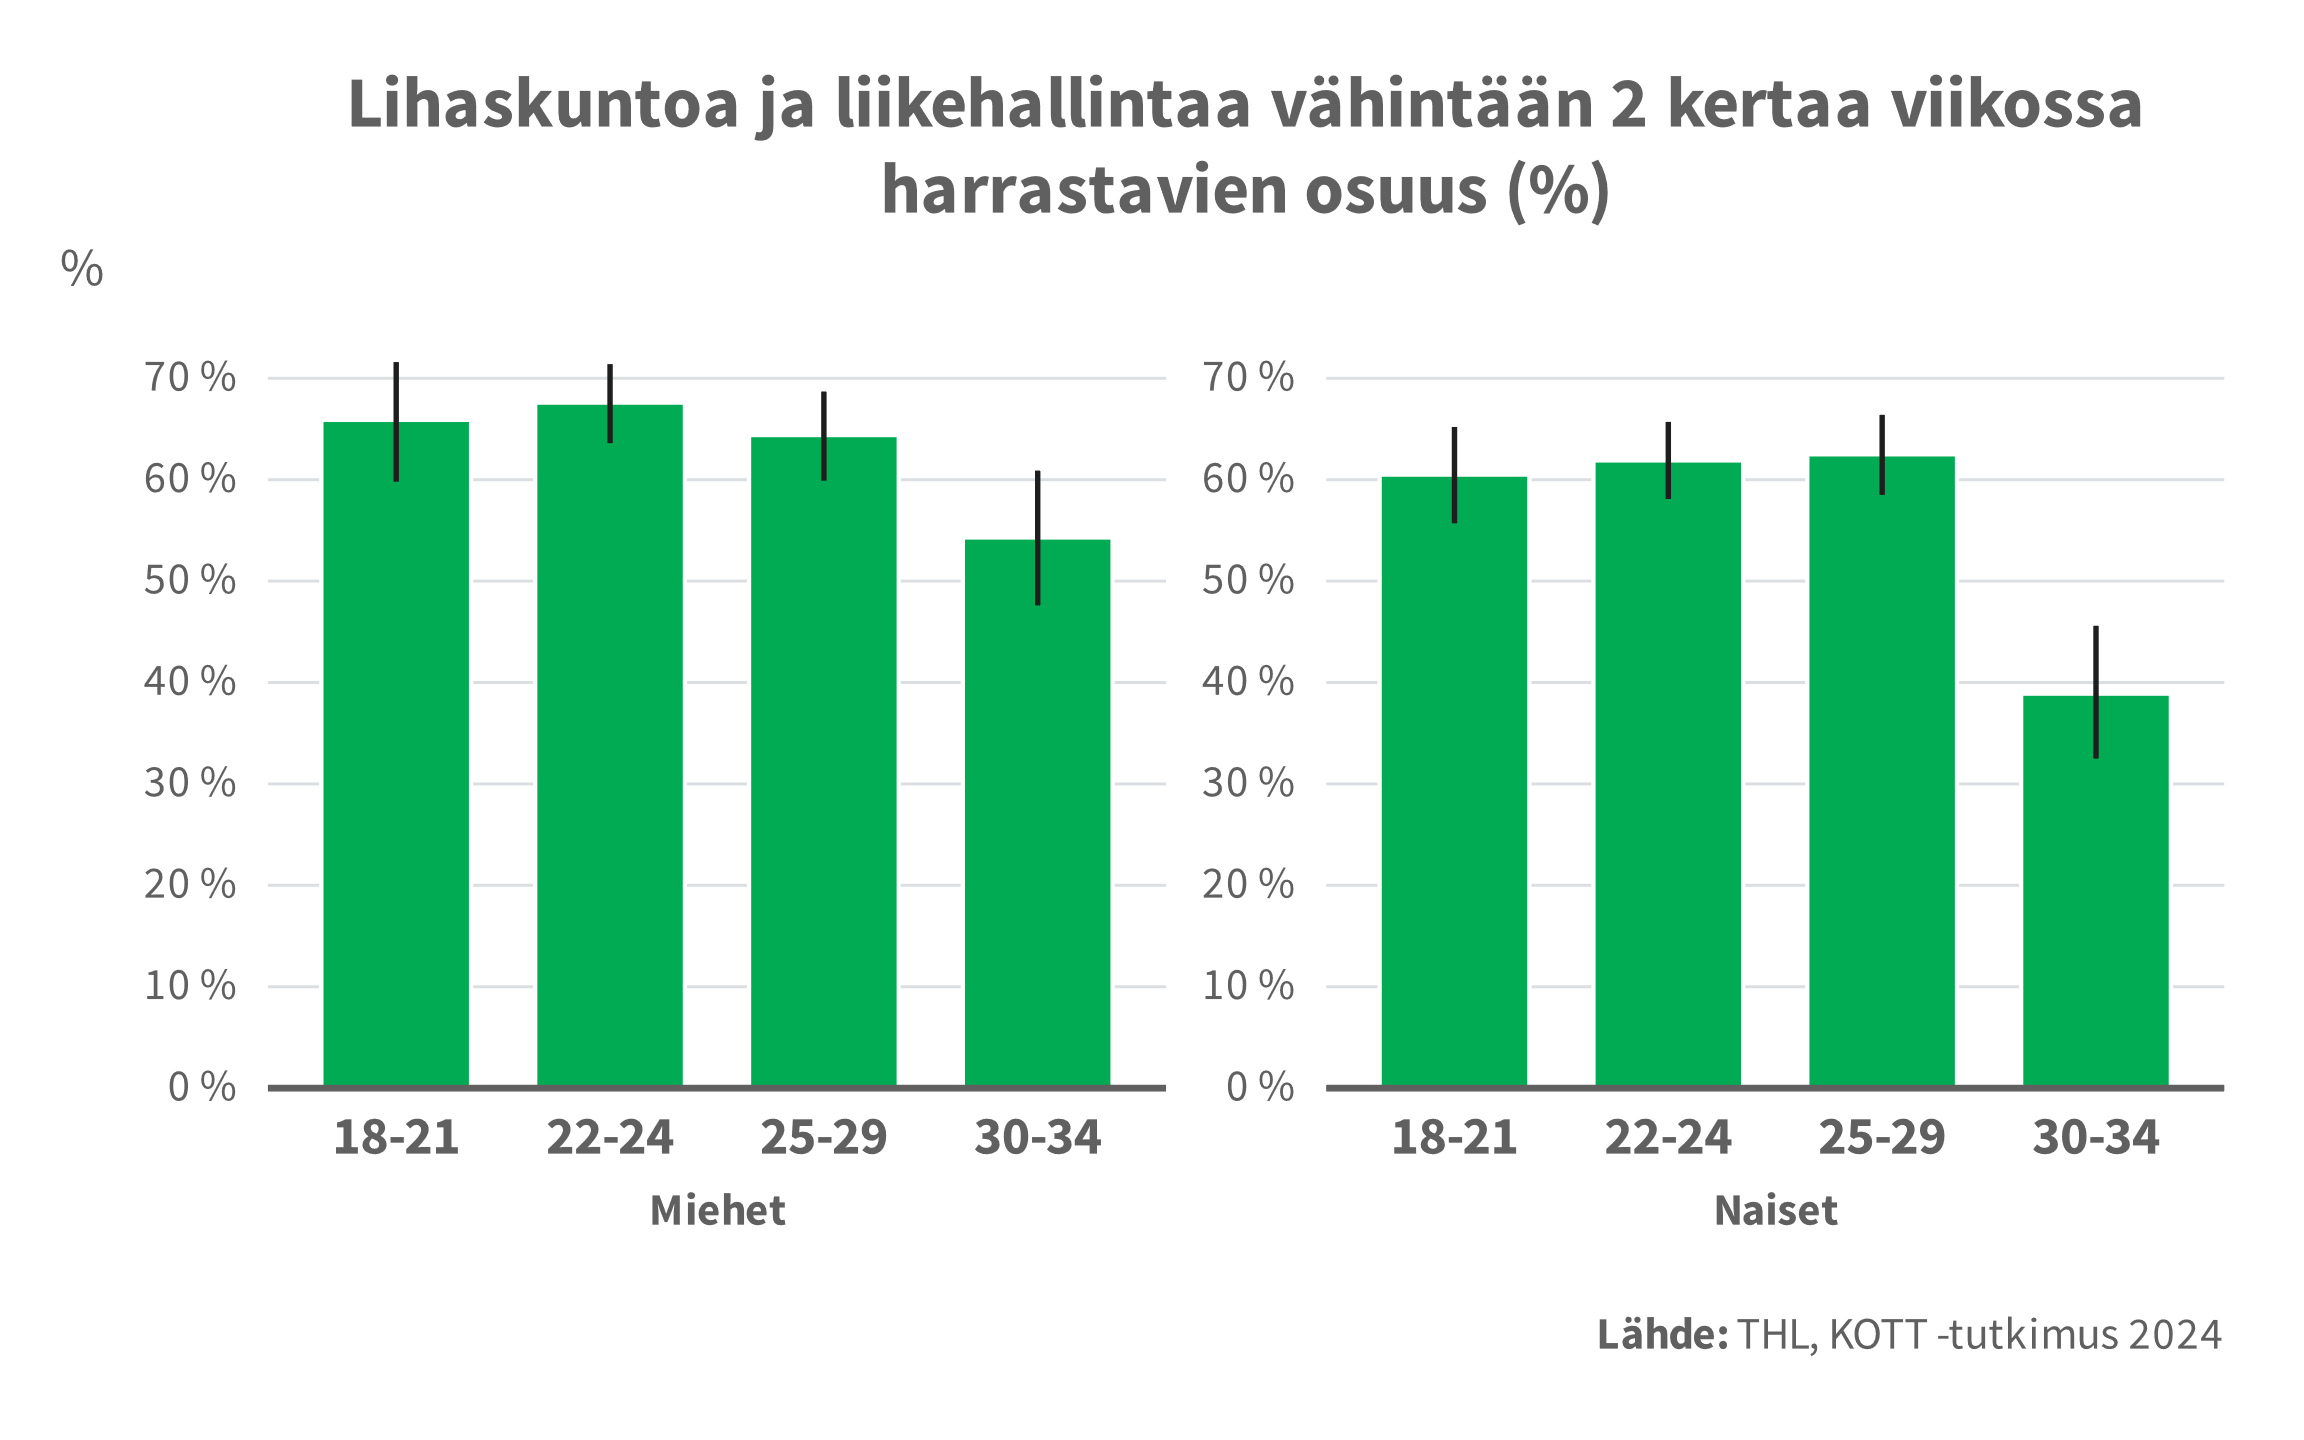 Lihaskuntoa ja liikehallintaa vähintään 2 kertaa viikossa
harrastavien osuus (%)
%
70 %
60 %
50 %
40 %
30 %
20 %
10 %
0 %
18-21 22-24 25-29 30-34
Miehet
70 %
60 %
50 %
40 %
30 %
20 %
10 %
0 %
18-21 22-24 25-29 30-34
Naiset
Lähde: THL, KOTT -tutkimus 2024